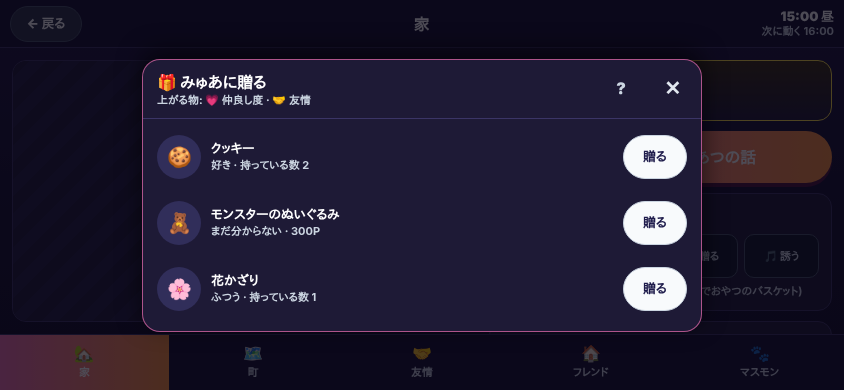 ← 戻る
家
15:00 昼
次に動く 16:00
🎁 みゅあに贈る
上がる物: 💗 仲良し度 · 🤝 友情
?
✕
クッキー
好き · 持っている数 2
贈る
モンスターのぬいぐるみ
まだ分からない · 300P
贈る
花かざり
ふつう · 持っている数 1
贈る
つの話
贈る
🎵 誘う
でおやつのバスケット)
家
町
友情
フレンド
マスモン